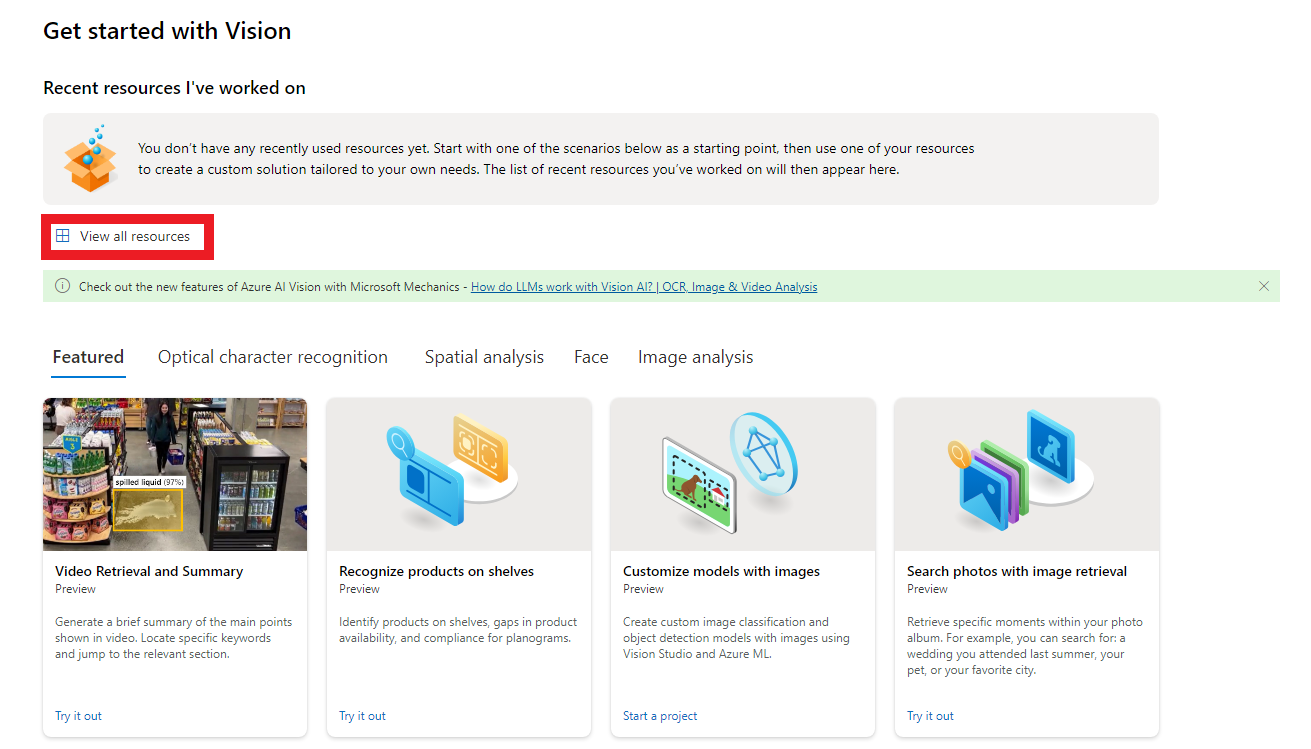 Get started with Vision
Recent resources I've worked on
You don't have any recently used resources yet. Start with one of the scenarios below as a starting point, then use one of your resources
to create a custom solution tailored to your own needs. The list of recent resources you've worked on will then appear here.
View all resources
Check out the new features of Azure AI Vision with Microsoft Mechanics - How do LLMs work with Vision AI? | OCR, Image & Video Analysis
Featured Optical character recognition Spatial analysis Face Image analysis
AISLE
spilled liquid (97%)
Video Retrieval and Summary
Preview
Generate a brief summary of the main points
shown in video. Locate specific keywords
and jump to the relevant section.
Try it out
Recognize products on shelves
Preview
Identify products on shelves, gaps in product
availability, and compliance for planograms.
Try it out
Customize models with images
Preview
Create custom image classification and
object detection models with images using
Vision Studio and Azure ML.
Start a project
Search photos with image retrieval
Preview
Retrieve specific moments within your photo
album. For example, you can search for: a
wedding you attended last summer, your
pet, or your favorite city.
Try it out